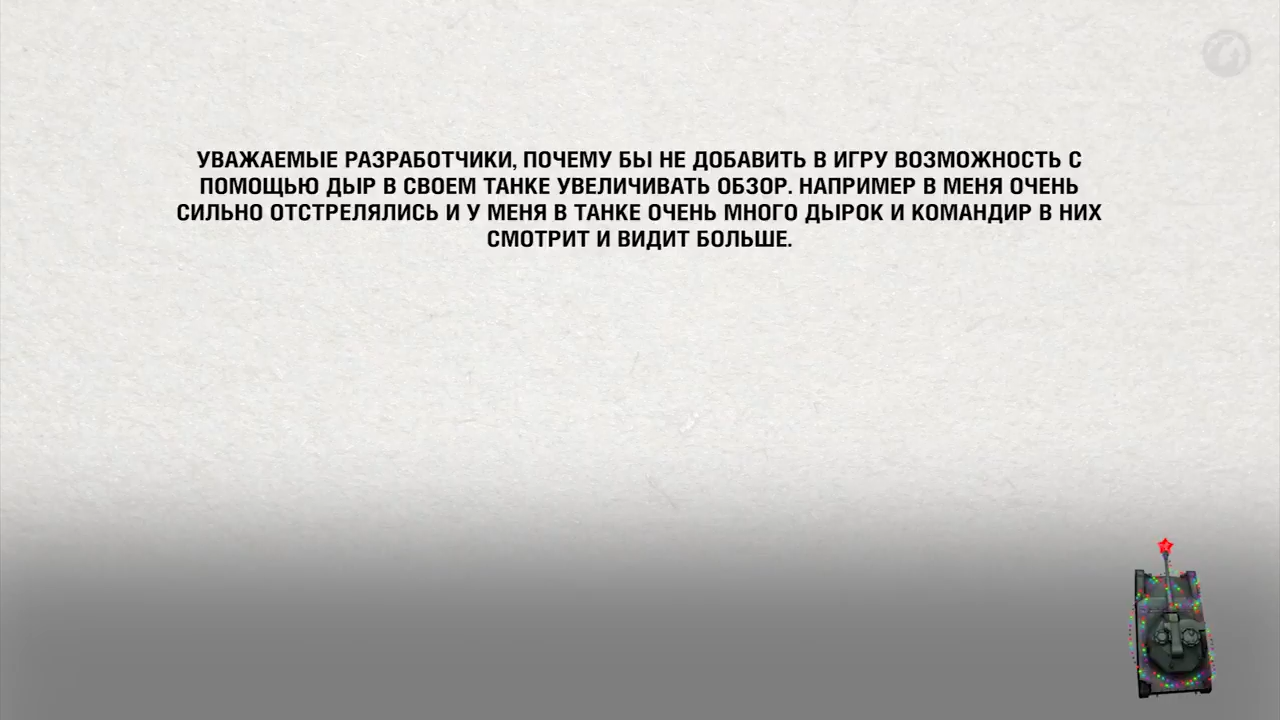 УВАЖАЕМЫЕ РАЗРАБОТЧИКИ, ПОЧЕМУ БЫ НЕ ДОБАВИТЬ В ИГРУ ВОЗМОЖНОСТЬ С
ПОМОЩЬЮ ДЫР В СВОЕМ ТАНКЕ УВЕЛИЧИВАТЬ ОБЗОР. НАПРИМЕР В МЕНЯ ОЧЕНЬ
СИЛЬНО ОТСТРЕЛЯЛИСЬ И У МЕНЯ В ТАНКЕ ОЧЕНЬ МНОГО ДЫРОК И КОМАНДИР В НИХ
СМОТРИТ И ВИДИТ БОЛЬШЕ.